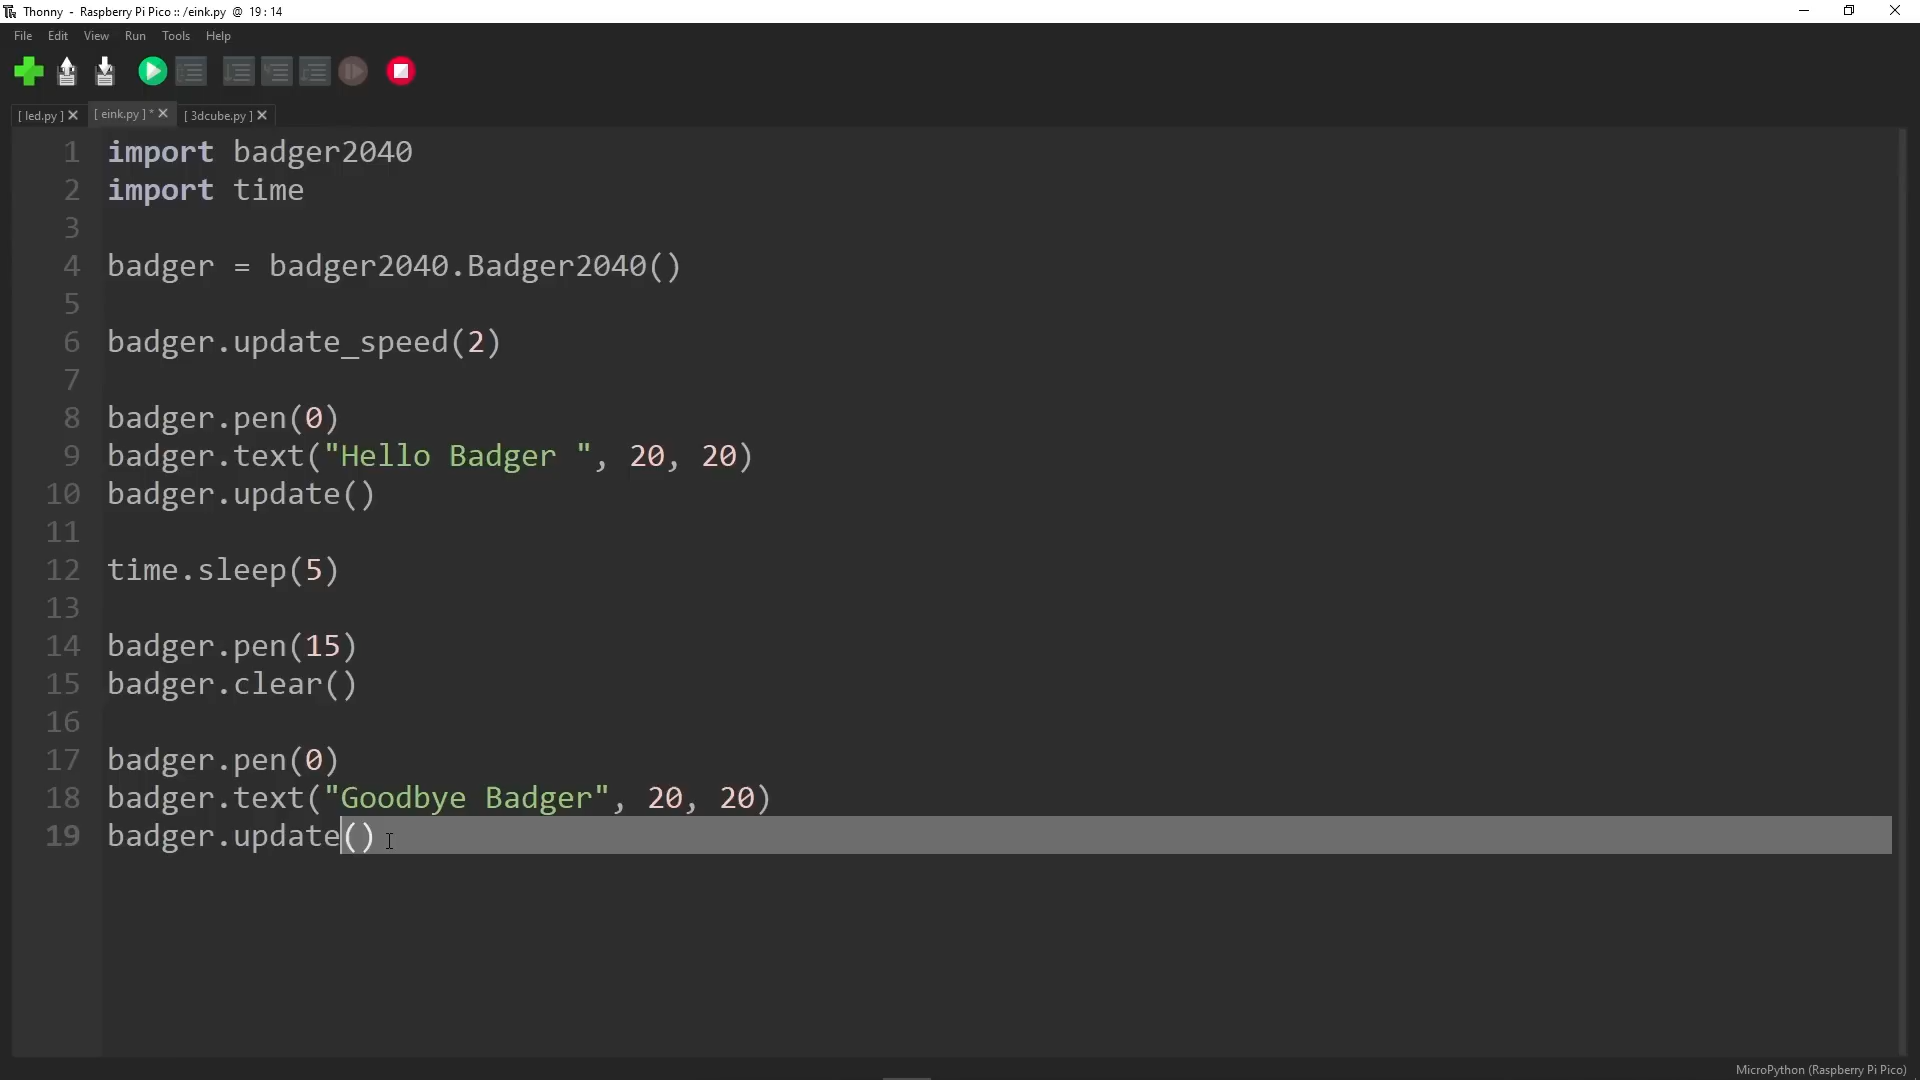 Thonny - Raspberry Pi Pico :: /eink.py @ 19 : 14
File Edit View Run Tools Help
[ led.py ] [ eink.py ] * [ 3dcube.py ]
1 import badger2040
2 import time
3
4 badger = badger2040.Badger2040()
5
6 badger.update_speed(2)
7
8 badger.pen(0)
9 badger.text("Hello Badger ", 20, 20)
10 badger.update()
11
12 time.sleep(5)
13
14 badger.pen(15)
15 badger.clear()
16
17 badger.pen(0)
18 badger.text("Goodbye Badger", 20, 20)
19 badger.update()
MicroPython (Raspberry Pi Pico)